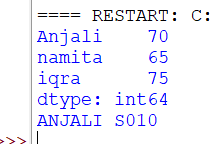 ==== RESTART: C:
Anjali    70
namita    65
iqra      75
dtype: int64
ANJALI S010
>>>